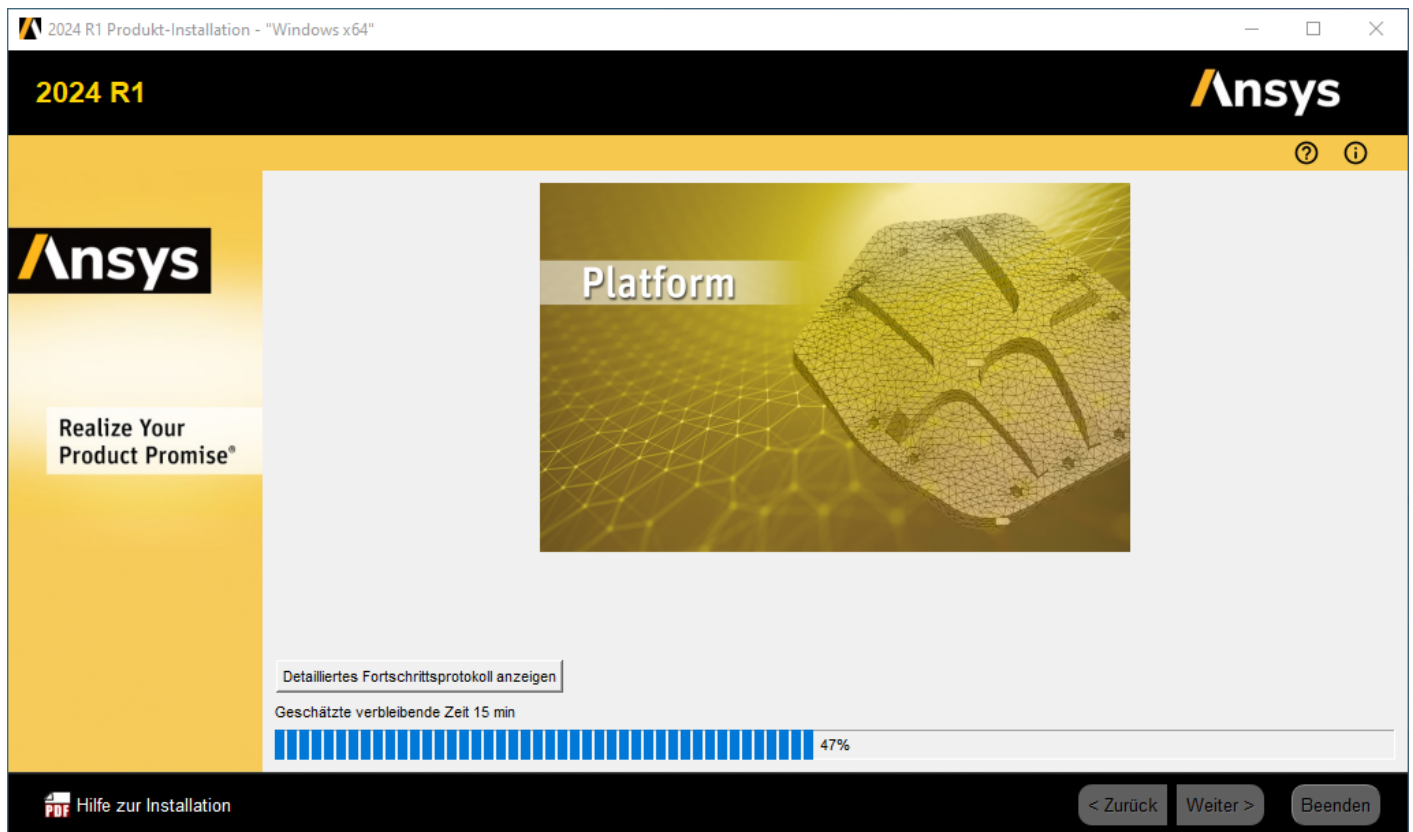 2024 R1 Produkt-Installation - "Windows x64"
2024 R1
Ansys
Ansys
Platform
Realize Your
Product Promise®
Detailliertes Fortschrittsprotokoll anzeigen
Geschätzte verbleibende Zeit 15 min
47%
PDF Hilfe zur Installation
< Zurück Weiter > Beenden